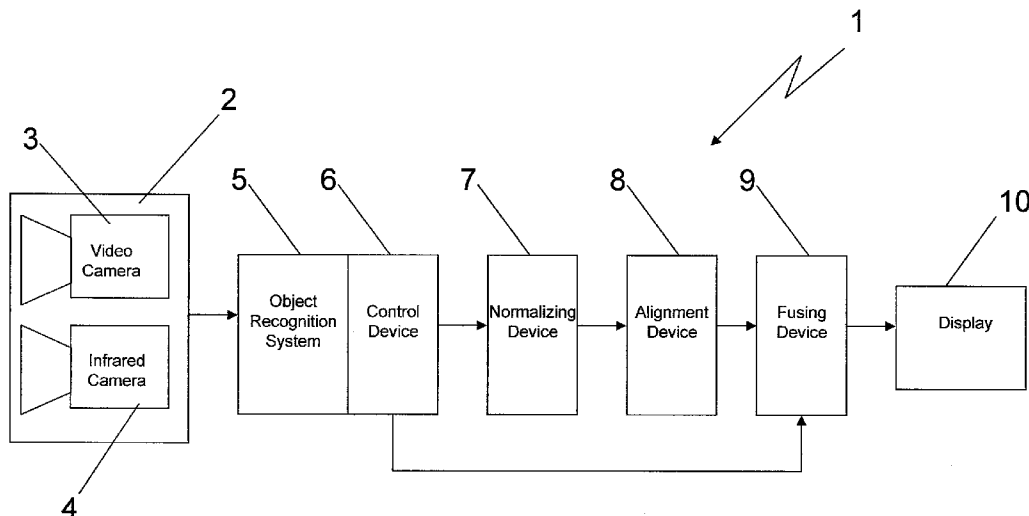 1
2
3
5
6
7
8
9
10
Video
Camera
Infrared
Camera
4
Object
Recognition
System
Control
Device
Normalizing
Device
Alignment
Device
Fusing
Device
Display